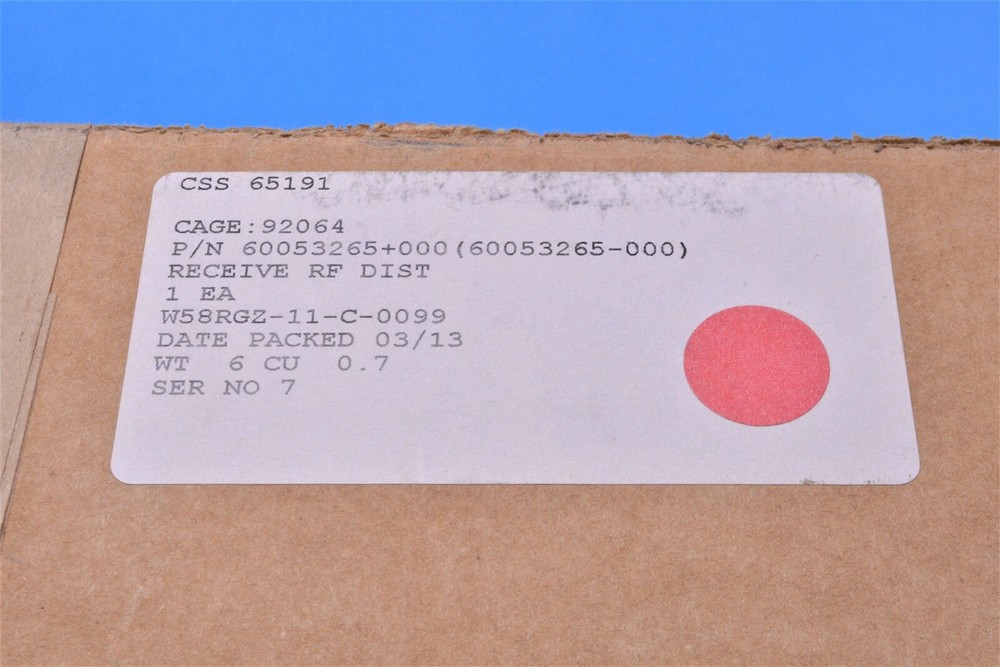 CSS 65191
CAGE:92064
P/N 60053265+000(60053265-000)
RECEIVE RF DIST
1 EA
W58RGZ-11-C-0099
DATE PACKED 03/13
WT 6 CU 0.7
SER NO 7